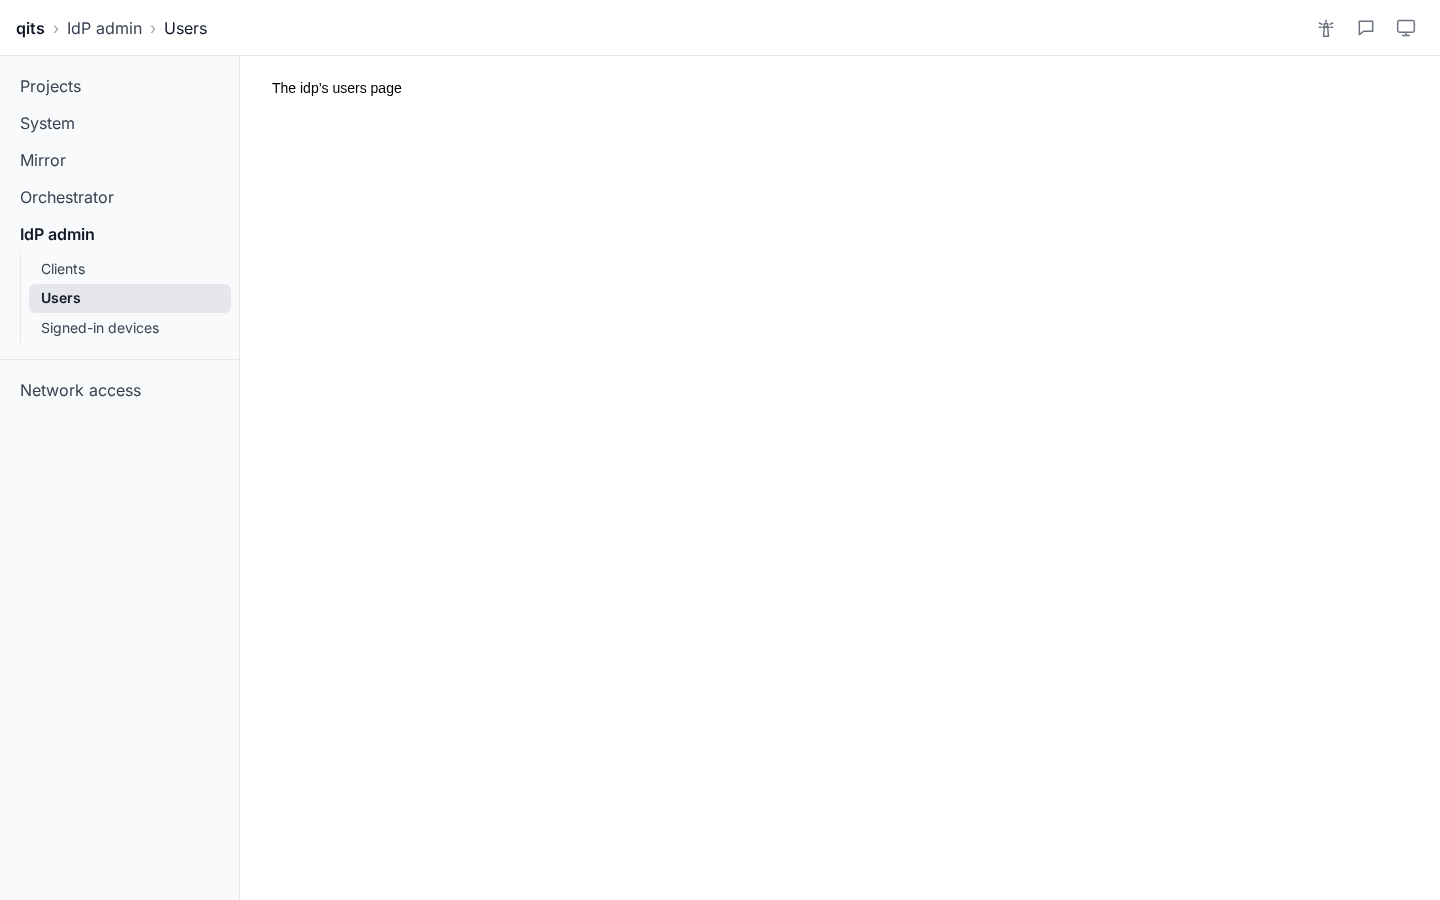 qits › IdP admin › Users
Projects
System
Mirror
Orchestrator
IdP admin
Clients
Users
Signed-in devices
Network access
The idp’s users page